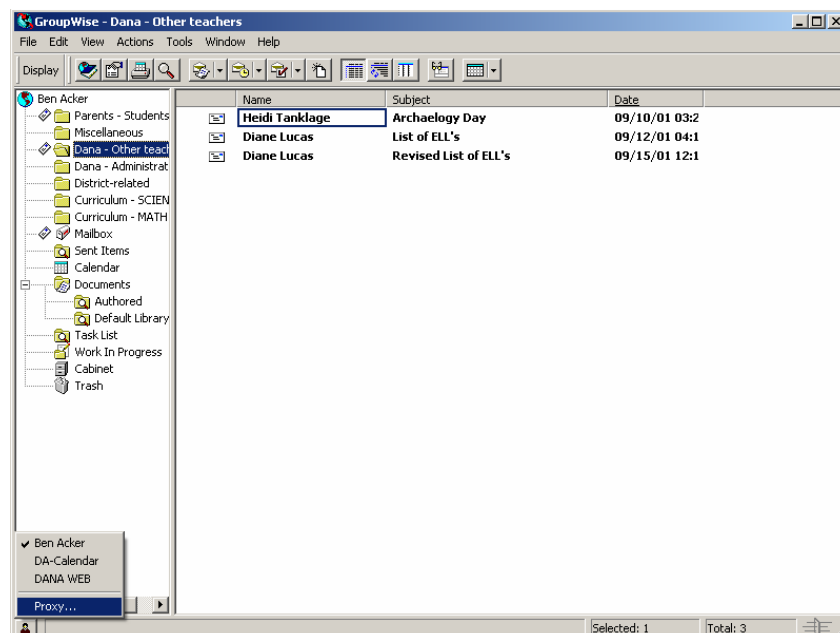 GroupWise - Dana - Other teachers
File Edit View Actions Tools Window Help
Display
Ben Acker
Parents - Students
Miscellaneous
Dana - Other teach
Dana - Administrat
District-related
Curriculum - SCIEN
Curriculum - MATH
Mailbox
Sent Items
Calendar
Documents
Authored
Default Library
Task List
Work In Progress
Cabinet
Trash
Name Subject Date
Heidi Tanklage Archaelogy Day 09/10/01 03:2
Diane Lucas List of ELL's 09/12/01 04:1
Diane Lucas Revised List of ELL's 09/15/01 12:1
Ben Acker
DA-Calendar
DANA WEB
Proxy...
Selected: 1 Total: 3